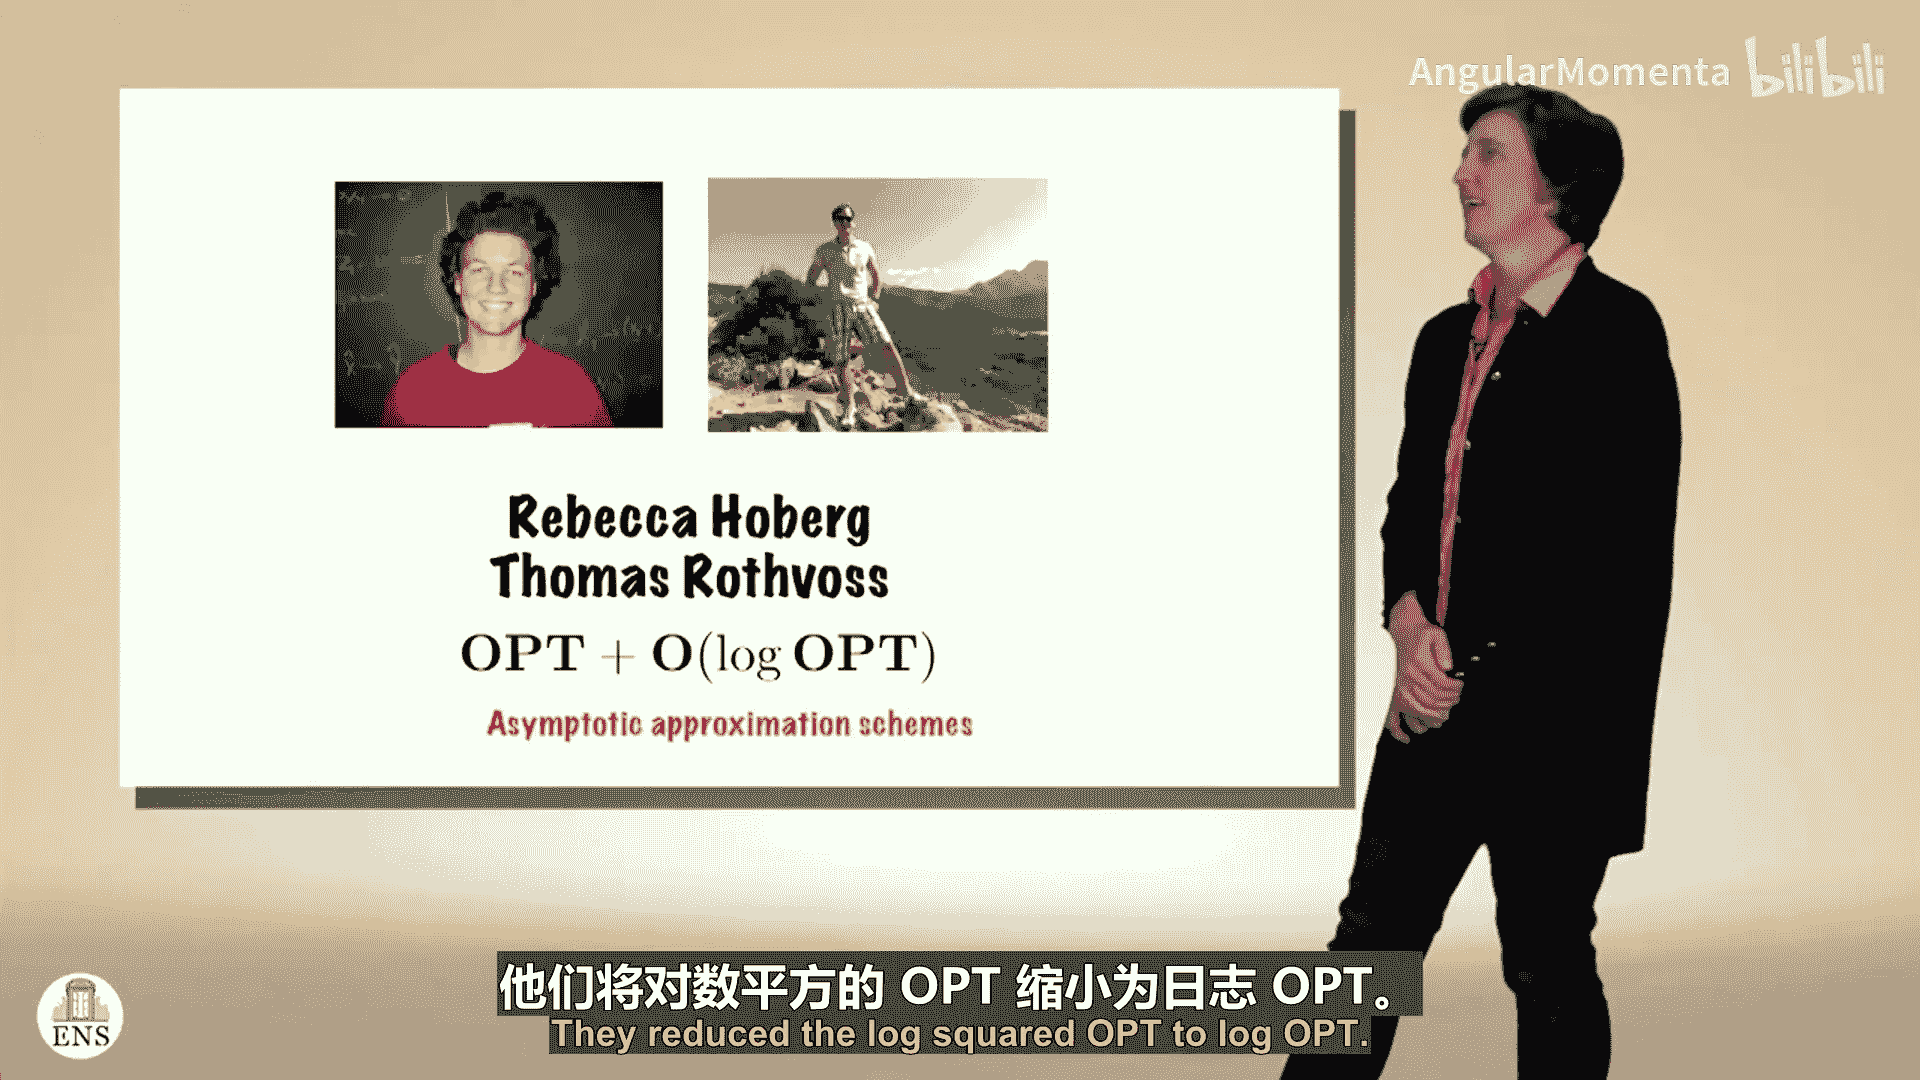 AngularMomenta bilibili
Rebecca Hoberg
Thomas Rothvoss
OPT + O(log OPT)
Asymptotic approximation schemes
ENS
他们将对数平方的 OPT 缩小为日志 OPT。
They reduced the log squared OPT to log OPT.